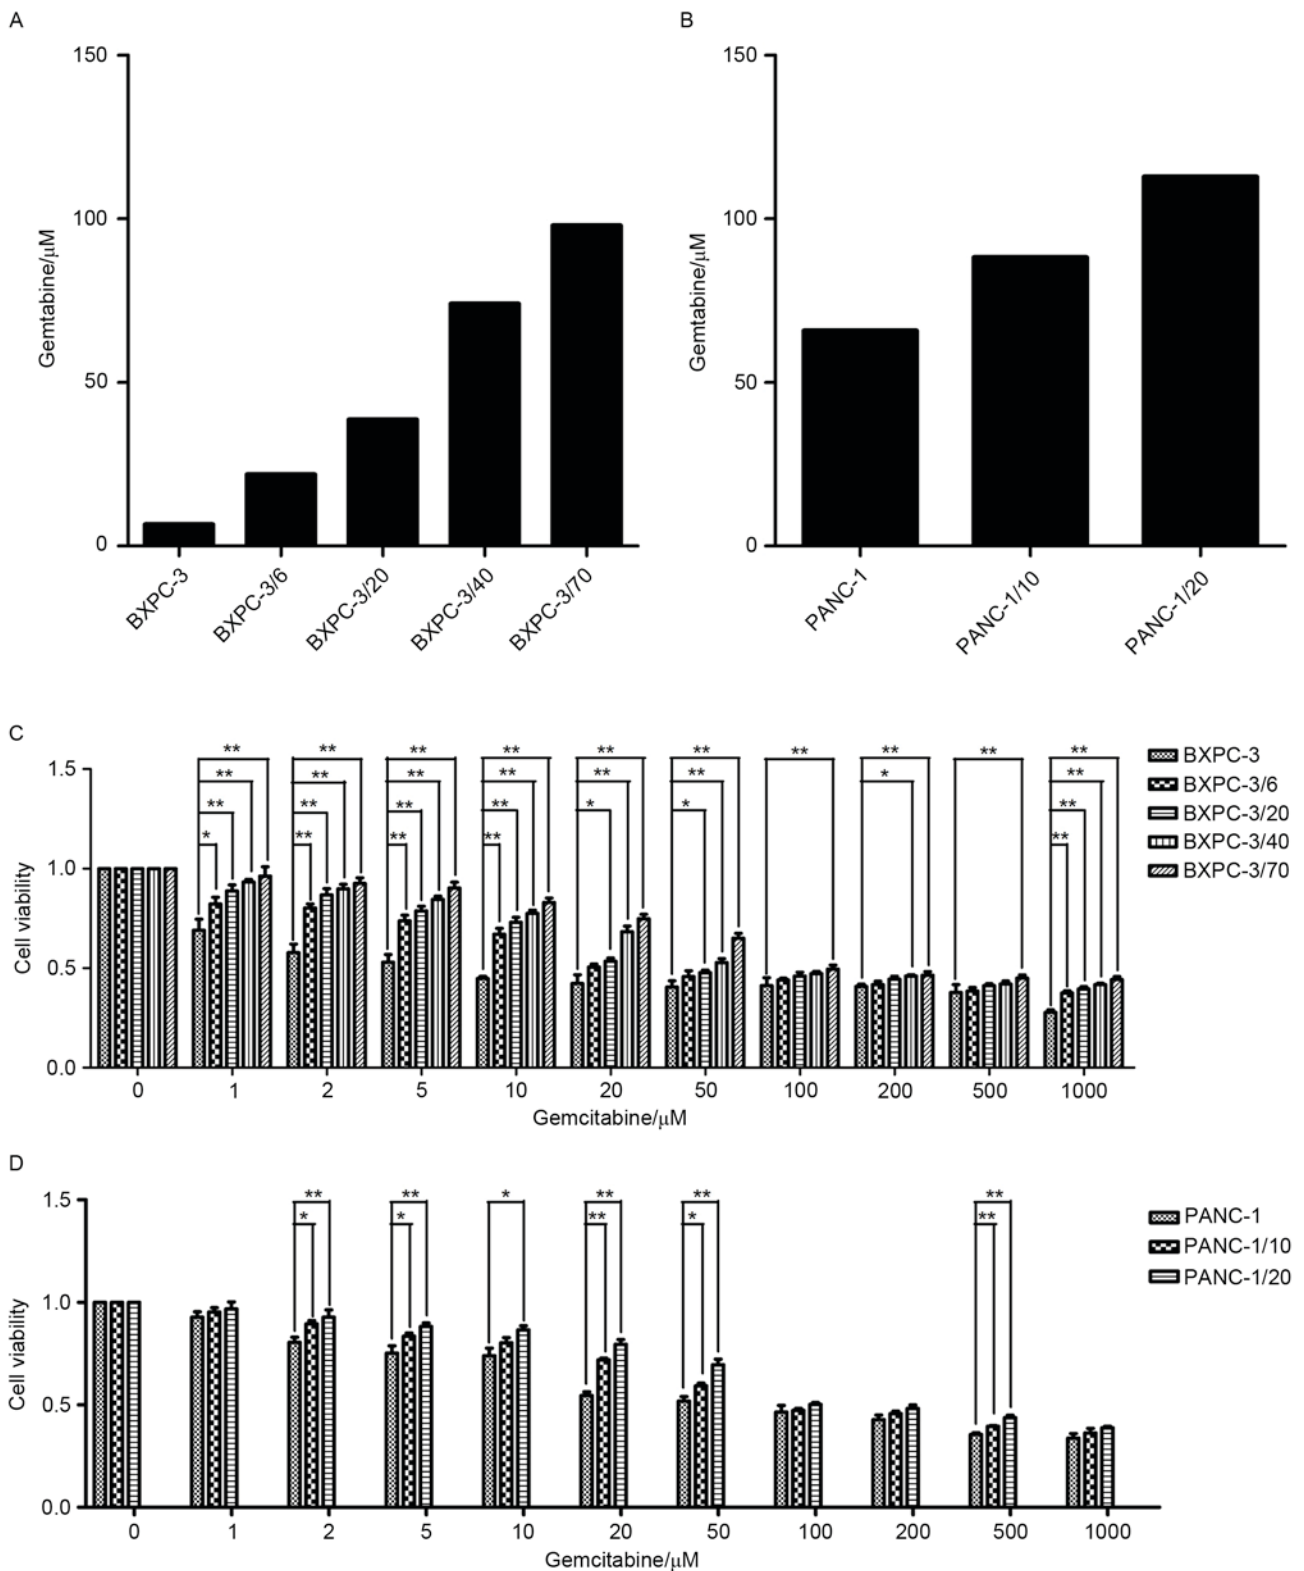 A
150
100
50
0
Gemtabine/μM
BXPC-3
BXPC-3/6
BXPC-3/20
BXPC-3/40
BXPC-3/70
B
150
100
50
0
Gemtabine/μM
PANC-1
PANC-1/10
PANC-1/20
C
1.5
1.0
0.5
0.0
Cell viability
** ** ** ** ** ** ** ** ** **
** ** ** ** ** ** * **
** ** ** ** * * **
* ** ** ** **
0 1 2 5 10 20 50 100 200 500 1000
Gemcitabine/μM
BXPC-3
BXPC-3/6
BXPC-3/20
BXPC-3/40
BXPC-3/70
D
1.5
1.0
0.5
0.0
Cell viability
** ** * ** ** **
* * ** * **
0 1 2 5 10 20 50 100 200 500 1000
Gemcitabine/μM
PANC-1
PANC-1/10
PANC-1/20